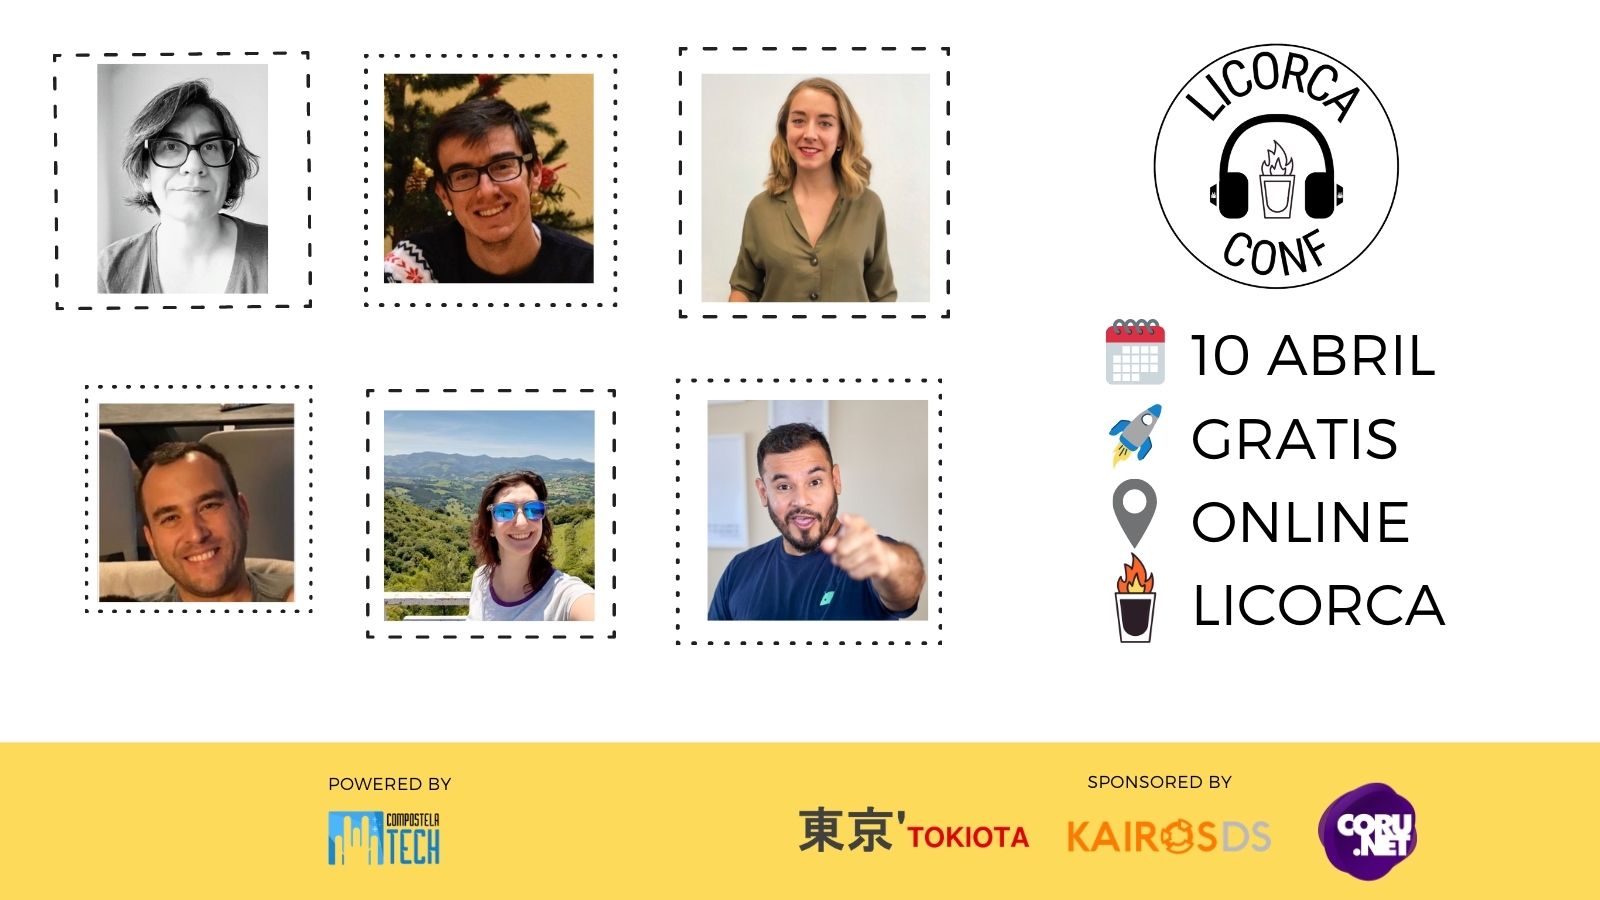 LICORCA
CONF
10 ABRIL
GRATIS
ONLINE
LICORCA
POWERED BY
COMPOSTELA
TECH
SPONSORED BY
東京'TOKIOTA
KAIROSDS
CORU
.NET